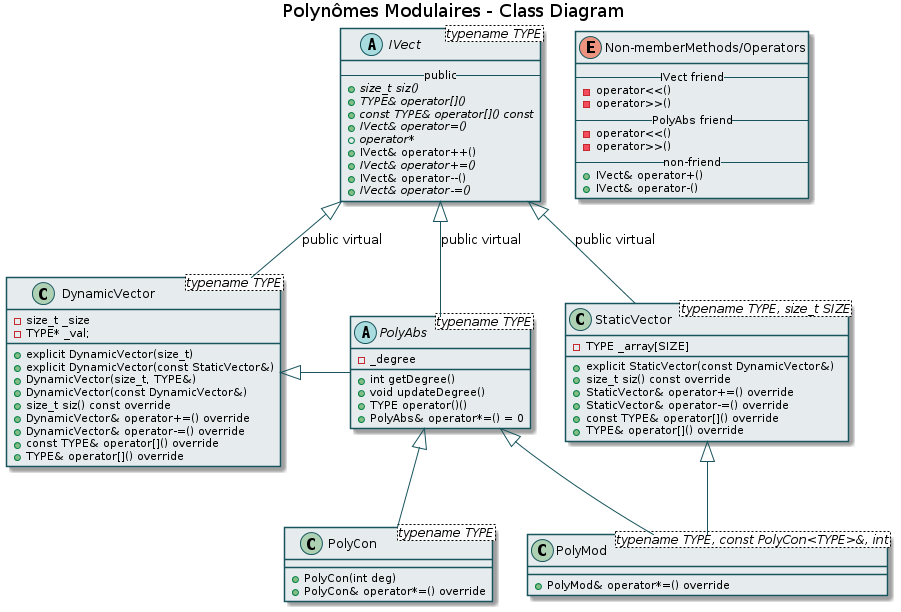 Polynômes Modulaires - Class Diagram
typename TYPE
A IVect
public
size_t siz()
TYPE& operator[]()
const TYPE& operator[]() const
IVect& operator=()
operator*
IVect& operator++()
IVect& operator+=()
IVect& operator--()
IVect& operator-=()
E Non-memberMethods/Operators
IVect friend
operator<<()
operator>>()
PolyAbs friend
operator<<()
operator>>()
non-friend
IVect& operator+()
IVect& operator-()
public virtual
public virtual
public virtual
typename TYPE
C DynamicVector
size_t _size
TYPE* _val;
explicit DynamicVector(size_t)
explicit DynamicVector(const StaticVector&)
DynamicVector(size_t, TYPE&)
DynamicVector(const DynamicVector&)
size_t siz() const override
DynamicVector& operator+=() override
DynamicVector& operator-=() override
const TYPE& operator[]() override
TYPE& operator[]() override
typename TYPE
A PolyAbs
_degree
int getDegree()
void updateDegree()
TYPE operator()()
PolyAbs& operator*=() = 0
typename TYPE, size_t SIZE
C StaticVector
TYPE _array[SIZE]
explicit StaticVector(const DynamicVector&)
size_t siz() const override
StaticVector& operator+=() override
StaticVector& operator-=() override
const TYPE& operator[]() override
TYPE& operator[]() override
typename TYPE
C PolyCon
PolyCon(int deg)
PolyCon& operator*=() override
typename TYPE, const PolyCon<TYPE>&, int
C PolyMod
PolyMod& operator*=() override